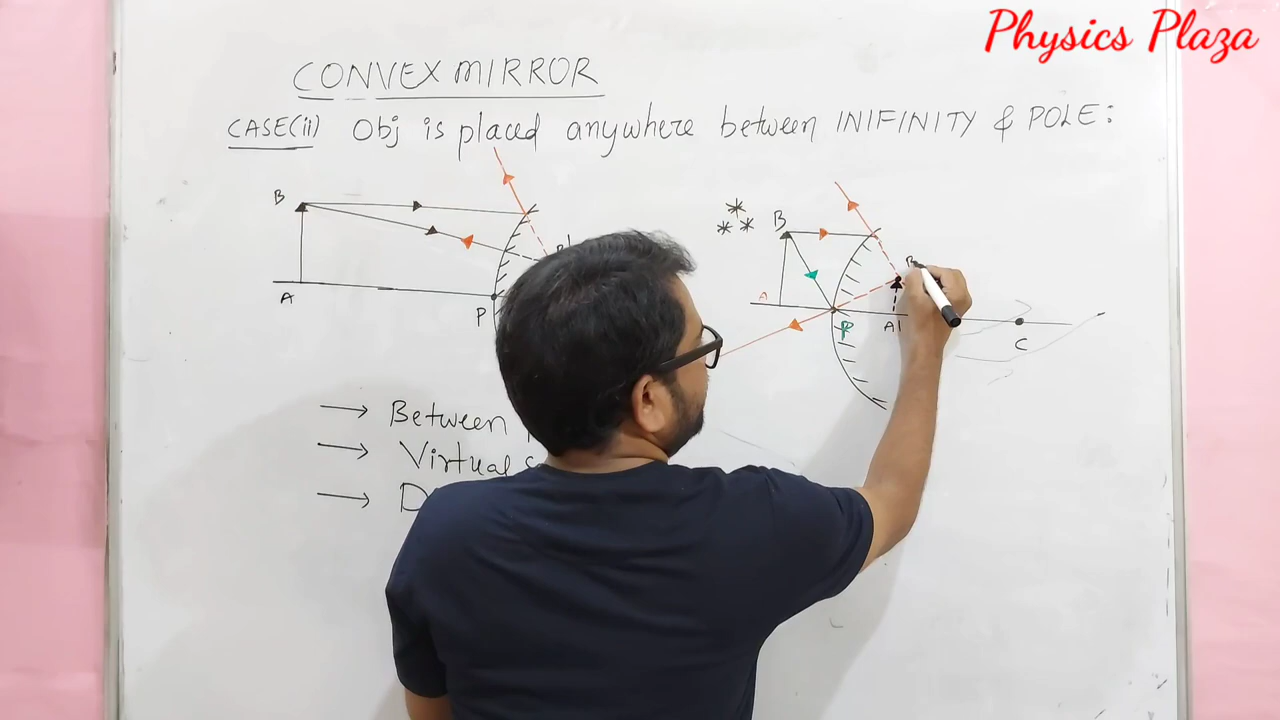 Physics Plaza
CONVEX MIRROR
CASE(ii) Obj is placed anywhere between INIFINITY & POLE:
B
A
P
B
A
P
A'
B
C
→ Between
→ Virtual
→ D